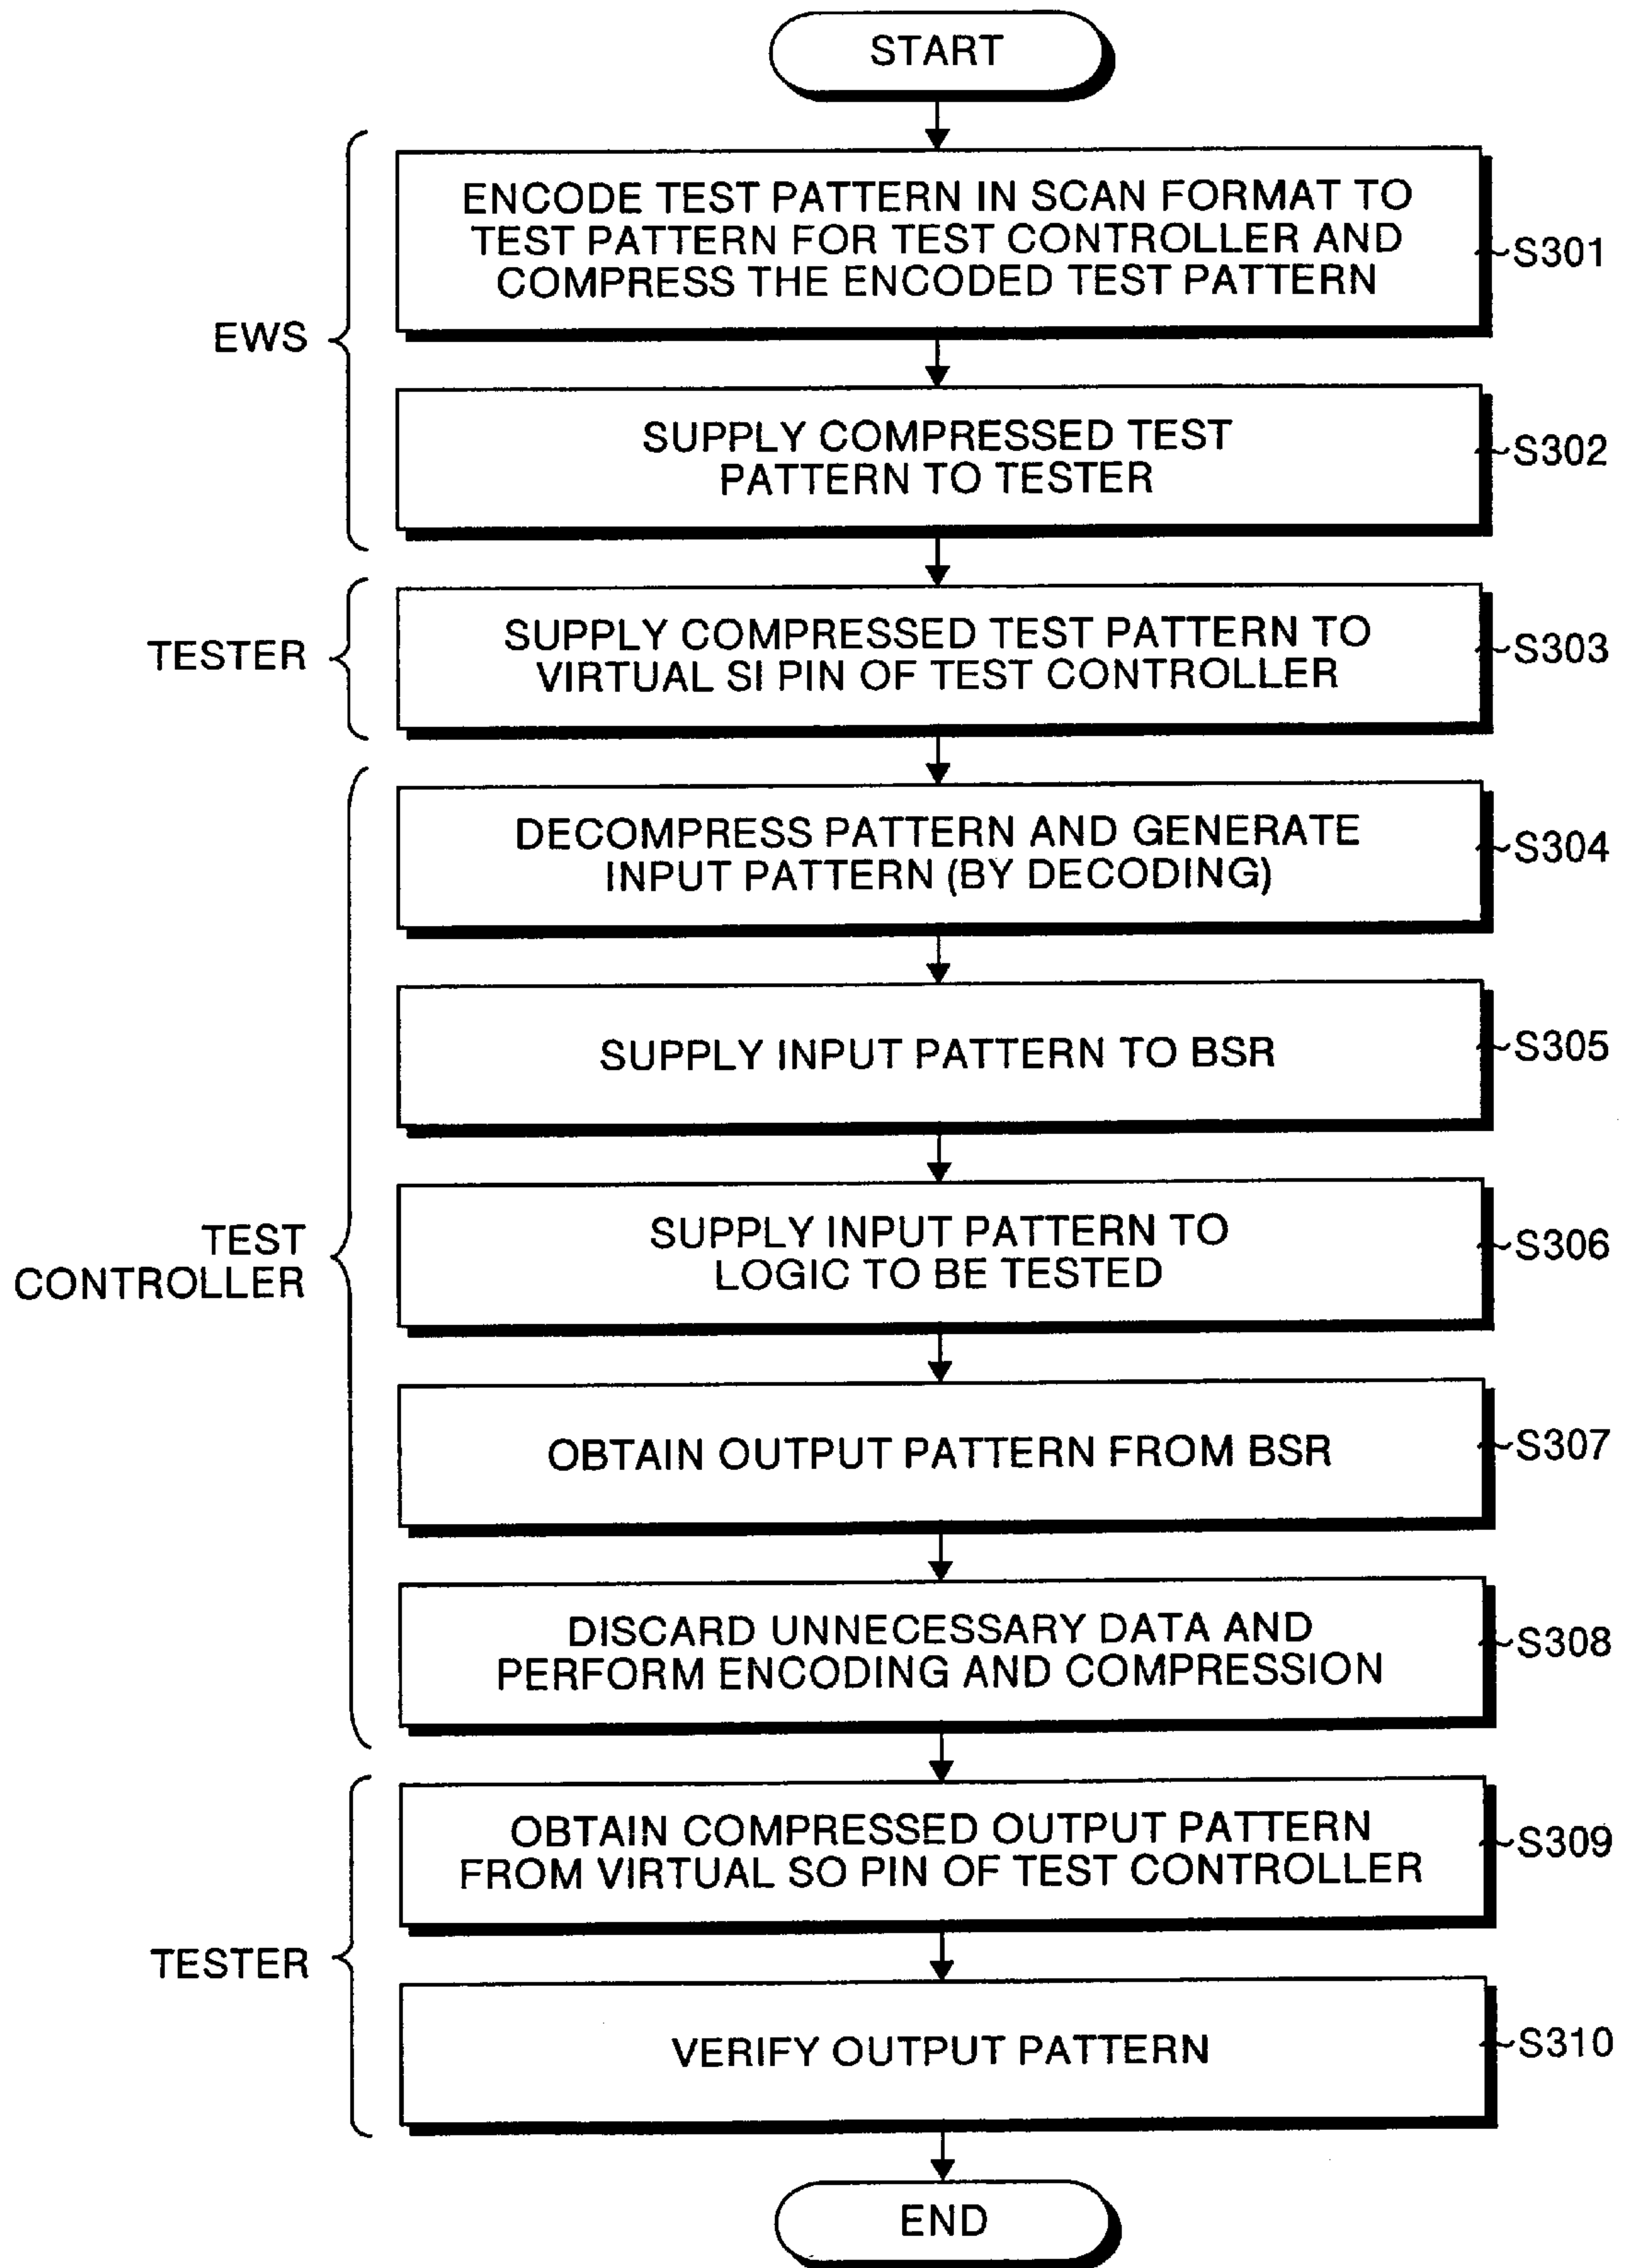 START
ENCODE TEST PATTERN IN SCAN FORMAT TO
TEST PATTERN FOR TEST CONTROLLER AND
COMPRESS THE ENCODED TEST PATTERN
S301
EWS
SUPPLY COMPRESSED TEST
PATTERN TO TESTER
S302
TESTER
SUPPLY COMPRESSED TEST PATTERN TO
VIRTUAL SI PIN OF TEST CONTROLLER
S303
DECOMPRESS PATTERN AND GENERATE
INPUT PATTERN (BY DECODING)
S304
SUPPLY INPUT PATTERN TO BSR
S305
TEST
CONTROLLER
SUPPLY INPUT PATTERN TO
LOGIC TO BE TESTED
S306
OBTAIN OUTPUT PATTERN FROM BSR
S307
DISCARD UNNECESSARY DATA AND
PERFORM ENCODING AND COMPRESSION
S308
OBTAIN COMPRESSED OUTPUT PATTERN
FROM VIRTUAL SO PIN OF TEST CONTROLLER
S309
TESTER
VERIFY OUTPUT PATTERN
S310
END